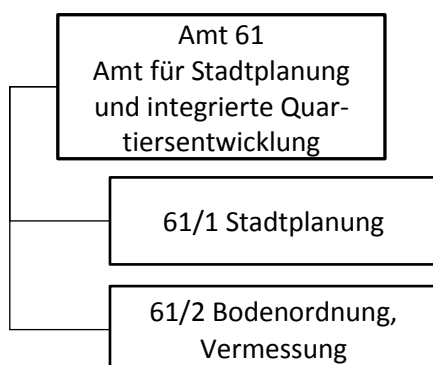 Amt 61
Amt für Stadtplanung
und integrierte Quar-
tiersentwicklung
61/1 Stadtplanung
61/2 Bodenordnung,
Vermessung